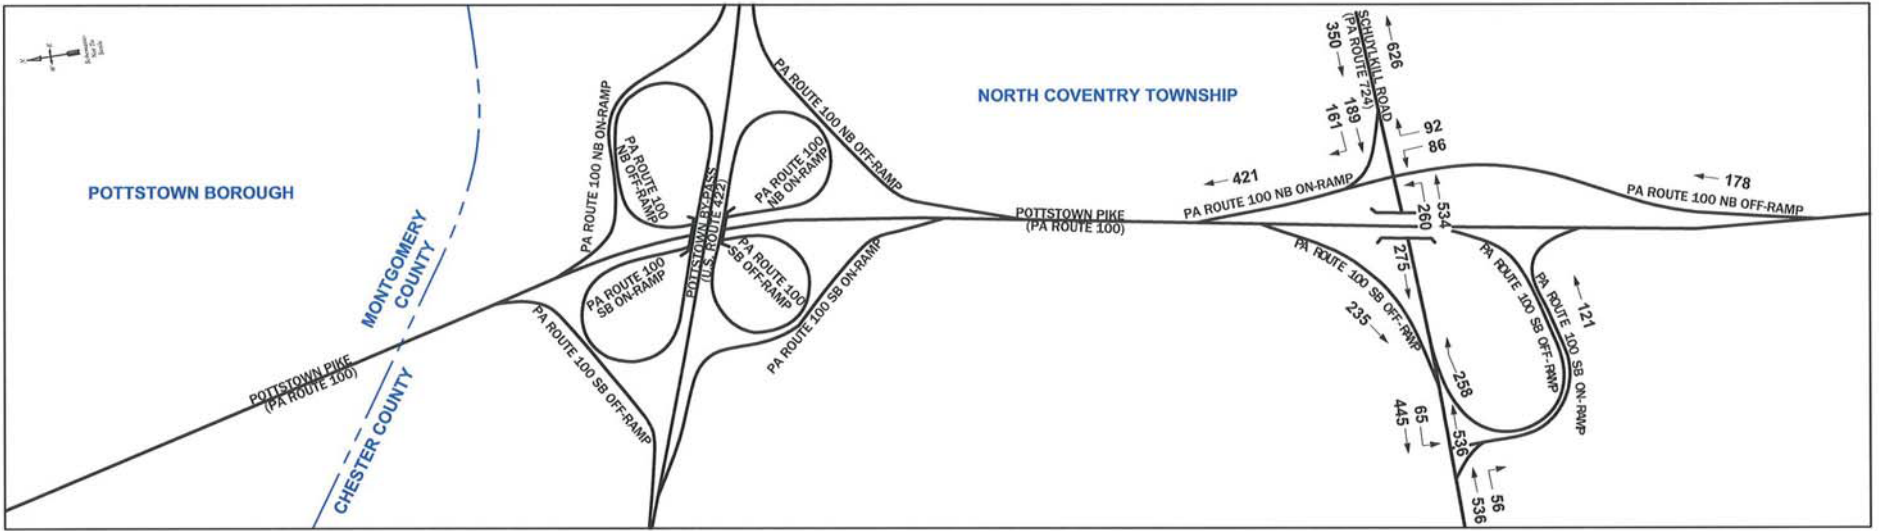 N
Schematic
Not To
Scale
POTTSTOWN BOROUGH
MONTGOMERY
COUNTY
CHESTER COUNTY
POTTSTOWN PIKE
(PA ROUTE 100)
PA ROUTE 100 NB ON-RAMP
PA ROUTE 100
NB OFF-RAMP
PA ROUTE 100
SB ON-RAMP
PA ROUTE 100 SB OFF-RAMP
POTTSTOWN BY-PASS
(U.S. ROUTE 422)
PA ROUTE 100 NB OFF-RAMP
PA ROUTE 100
NB ON-RAMP
PA ROUTE 100
SB OFF-RAMP
PA ROUTE 100 SB ON-RAMP
NORTH COVENTRY TOWNSHIP
POTTSTOWN PIKE
(PA ROUTE 100)
SCHUYLKILL ROAD
(PA ROUTE 724)
626
350
189
161
92
86
421
PA ROUTE 100 NB ON-RAMP
260
534
178
PA ROUTE 100 NB OFF-RAMP
275
PA ROUTE 100 SB OFF-RAMP
235
PA ROUTE 100 SB OFF-RAMP
PA ROUTE 100 SB ON-RAMP
121
258
65
445
536
56
536